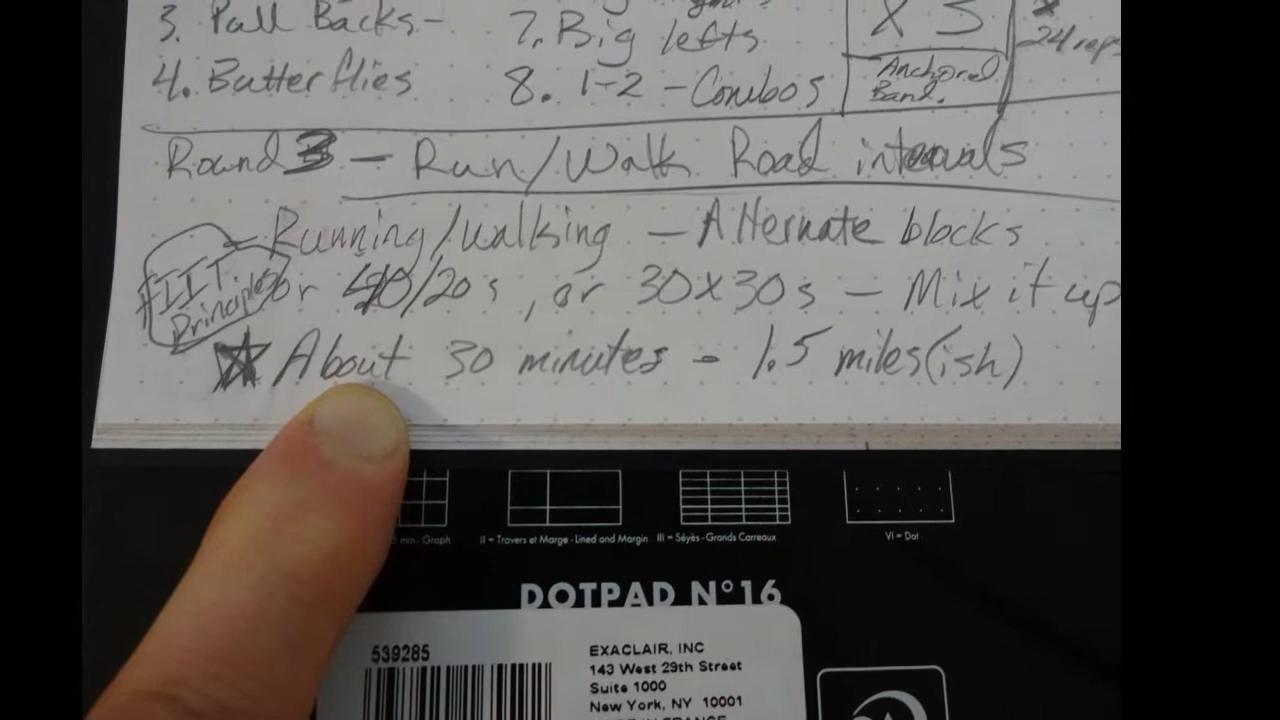 3. Pull Backs - 7. Big lefts X 5 24 reps
4. Butterflies 8. 1-2 - Combos Anchored Band.
Round 3 - Run/Walk Road intervals
- Running/walking - Alternate blocks
HIIT Principles
or 40/20s, or 30x30s - Mix it up
☆ About 30 minutes - 1.5 miles(ish)
mm - Graph
II = Travers et Marge - Lined and Margin
III = Séyès - Grands Carreaux
VI = Dot
DOTPAD N°16
539285
EXACLAIR, INC
143 West 29th Street
Suite 1000
New York, NY 10001